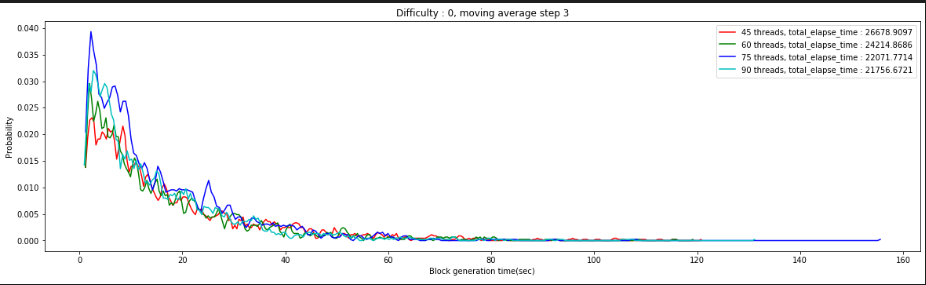 Difficulty : 0, moving average step 3
45 threads, total_elapse_time : 26678.9097
60 threads, total_elapse_time : 24214.8686
75 threads, total_elapse_time : 22071.7714
90 threads, total_elapse_time : 21756.6721
0.040
0.035
0.030
0.025
0.020
0.015
0.010
0.005
0.000
Probability
0 20 40 60 80 100 120 140 160
Block generation time(sec)